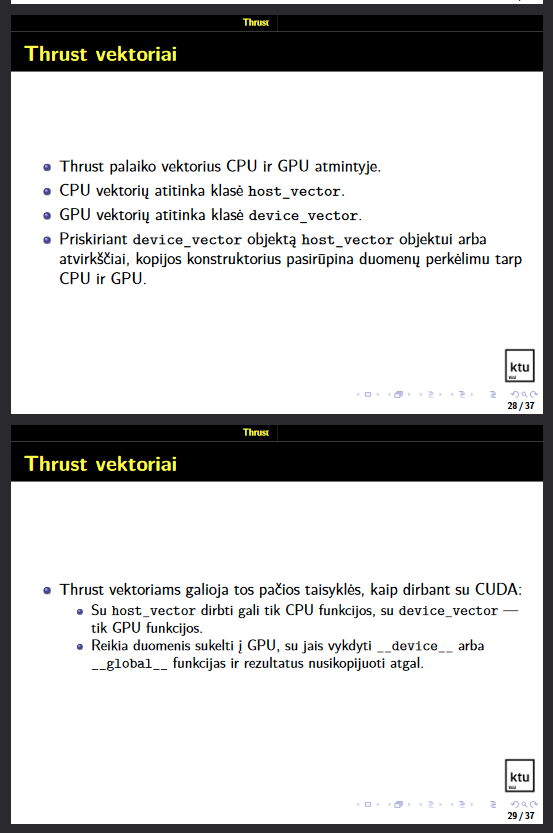 Thrust
Thrust vektoriai
Thrust palaiko vektorius CPU ir GPU atmintyje.
CPU vektorių atitinka klasė host_vector.
GPU vektorių atitinka klasė device_vector.
Priskiriant device_vector objektą host_vector objektui arba
atvirkščiai, kopijos konstruktorius pasirūpina duomenų perkėlimu tarp
CPU ir GPU.
ktu
28 / 37
Thrust
Thrust vektoriai
Thrust vektoriams galioja tos pačios taisyklės, kaip dirbant su CUDA:
Su host_vector dirbti gali tik CPU funkcijos, su device_vector —
tik GPU funkcijos.
Reikia duomenis sukelti į GPU, su jais vykdyti __device__ arba
__global__ funkcijas ir rezultatus nusikopijuoti atgal.
ktu
29 / 37